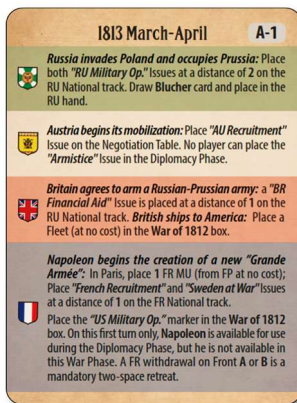 1813 March-April
A-1
Russia invades Poland and occupies Prussia: Place
both "RU Military Op." Issues at a distance of 2 on the
RU National track. Draw Blucher card and place in the
RU hand.
Austria begins its mobilization: Place "AU Recruitment"
Issue on the Negotiation Table. No player can place the
"Armistice" Issue in the Diplomacy Phase.
Britain agrees to arm a Russian-Prussian army: a "BR
Financial Aid" Issue is placed at a distance of 1 on the
RU National track. British ships to America: Place a
Fleet (at no cost) in the War of 1812 box.
Napoleon begins the creation of a new "Grande
Armée": In Paris, place 1 FR MU (from FP at no cost);
Place "French Recruitment" and "Sweden at War" Issues
at a distance of 1 on the FR National track.
Place the "US Military Op." marker in the War of 1812
box. On this first turn only, Napoleon is available for use
during the Diplomacy Phase, but he is not available in
this War Phase. A FR withdrawal on Front A or B is a
mandatory two-space retreat.